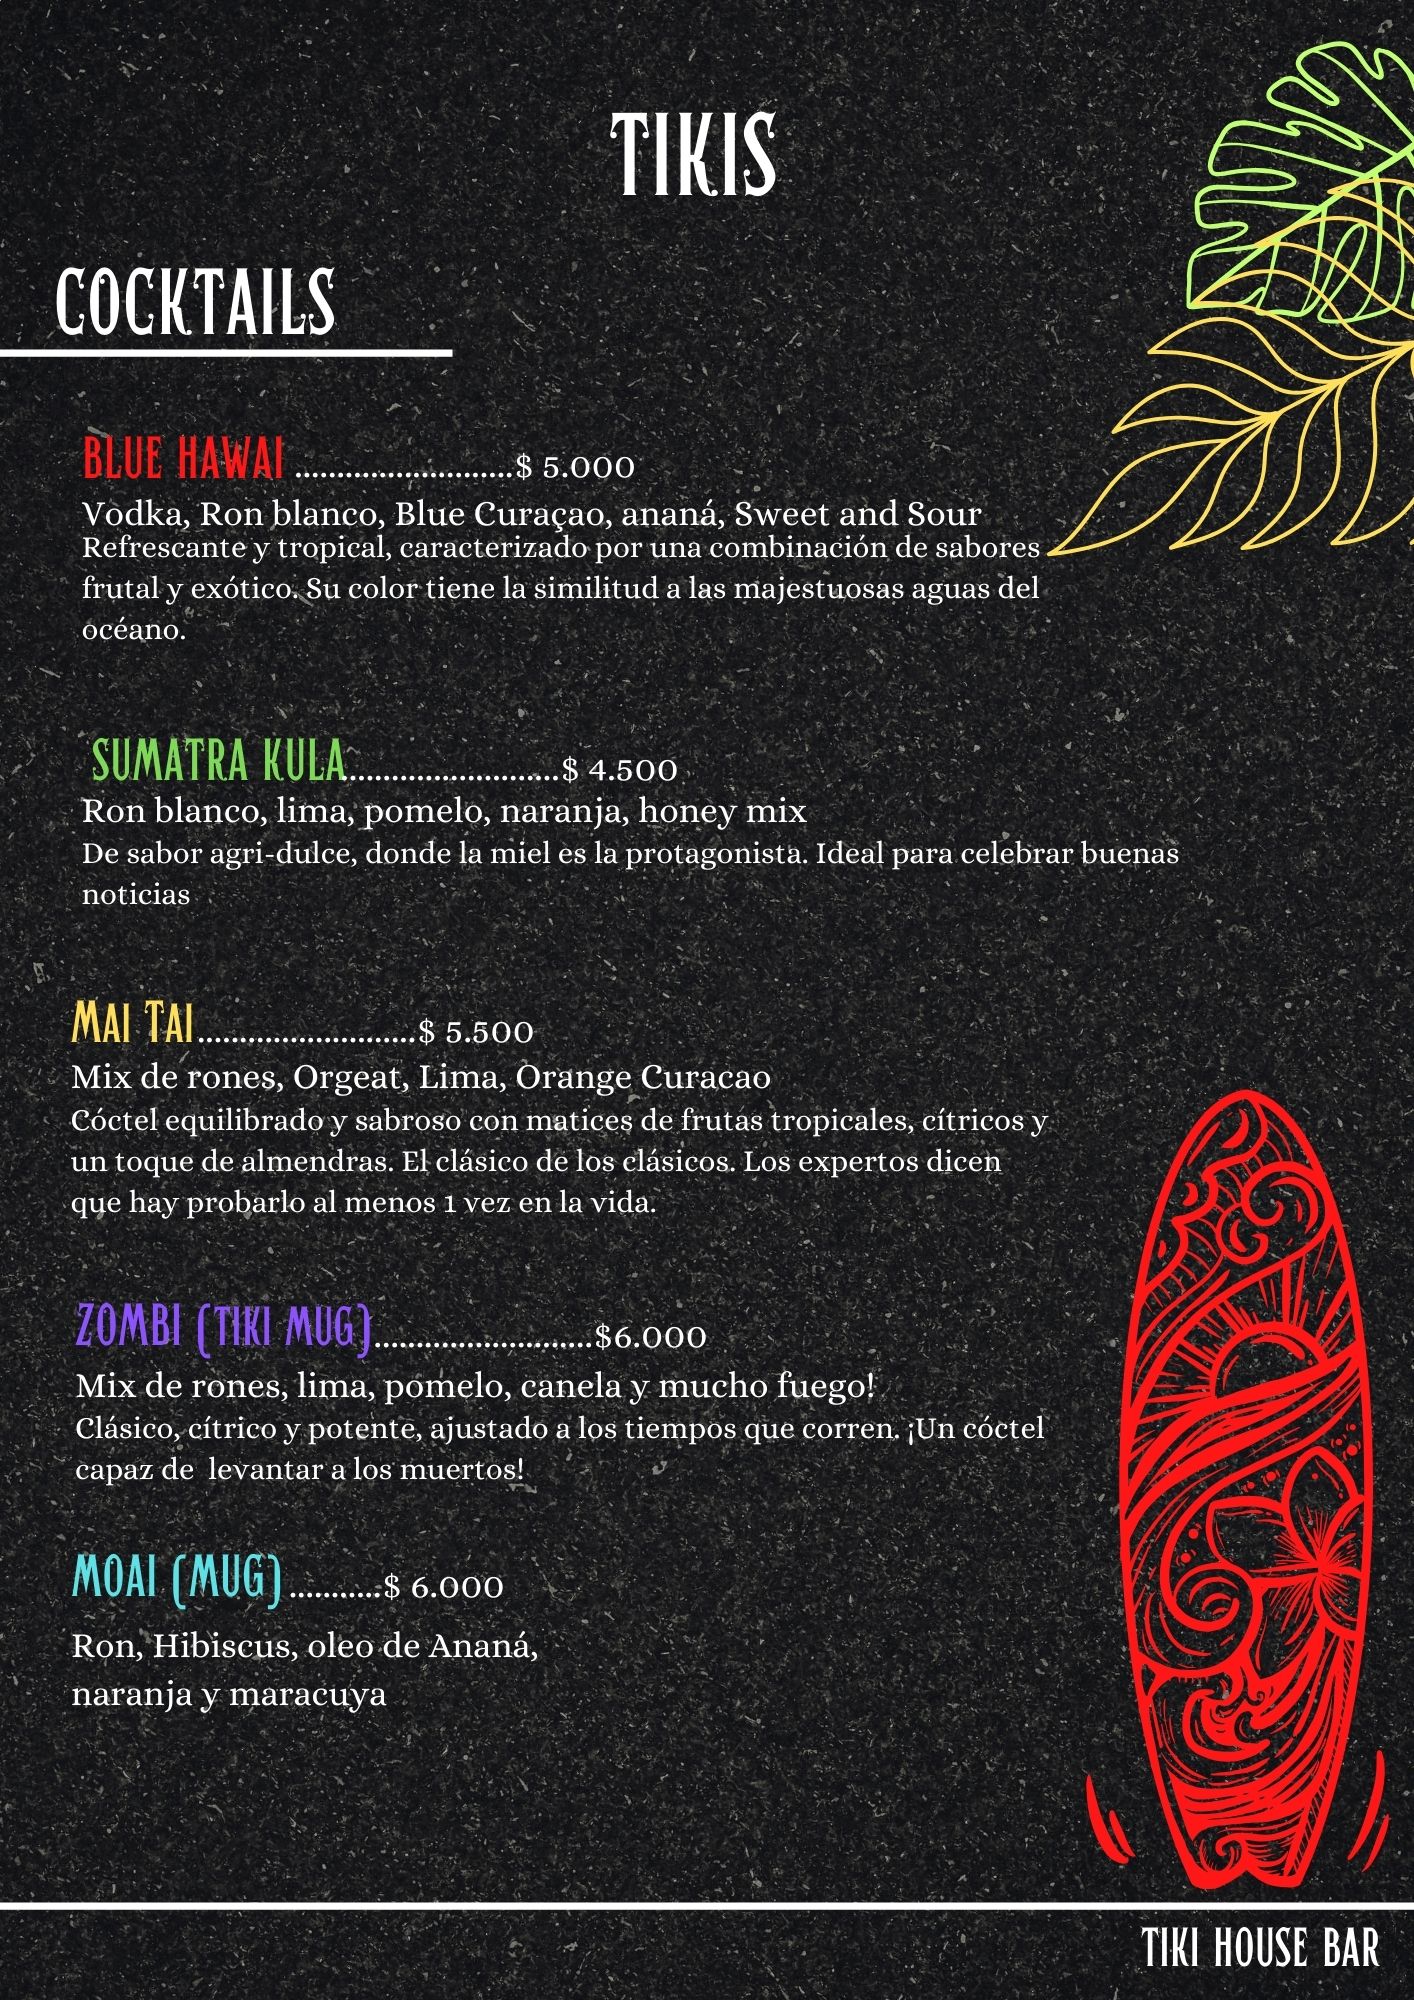 TIKIS
COCKTAILS
BLUE HAWAI ..........................$ 5.000
Vodka, Ron blanco, Blue Curaçao, ananá, Sweet and Sour
Refrescante y tropical, caracterizado por una combinación de sabores
frutal y exótico. Su color tiene la similitud a las majestuosas aguas del
océano.
SUMATRA KULA..........................$ 4.500
Ron blanco, lima, pomelo, naranja, honey mix
De sabor agri-dulce, donde la miel es la protagonista. Ideal para celebrar buenas
noticias
MAI TAI..........................$ 5.500
Mix de rones, Orgeat, Lima, Orange Curacao
Cóctel equilibrado y sabroso con matices de frutas tropicales, cítricos y
un toque de almendras. El clásico de los clásicos. Los expertos dicen
que hay probarlo al menos 1 vez en la vida.
ZOMBI (TIKI MUG)..........................$6.000
Mix de rones, lima, pomelo, canela y mucho fuego!
Clásico, cítrico y potente, ajustado a los tiempos que corren. ¡Un cóctel
capaz de  levantar a los muertos!
MOAI (MUG) ...........$ 6.000
Ron, Hibiscus, oleo de Ananá,
naranja y maracuya
TIKI HOUSE BAR